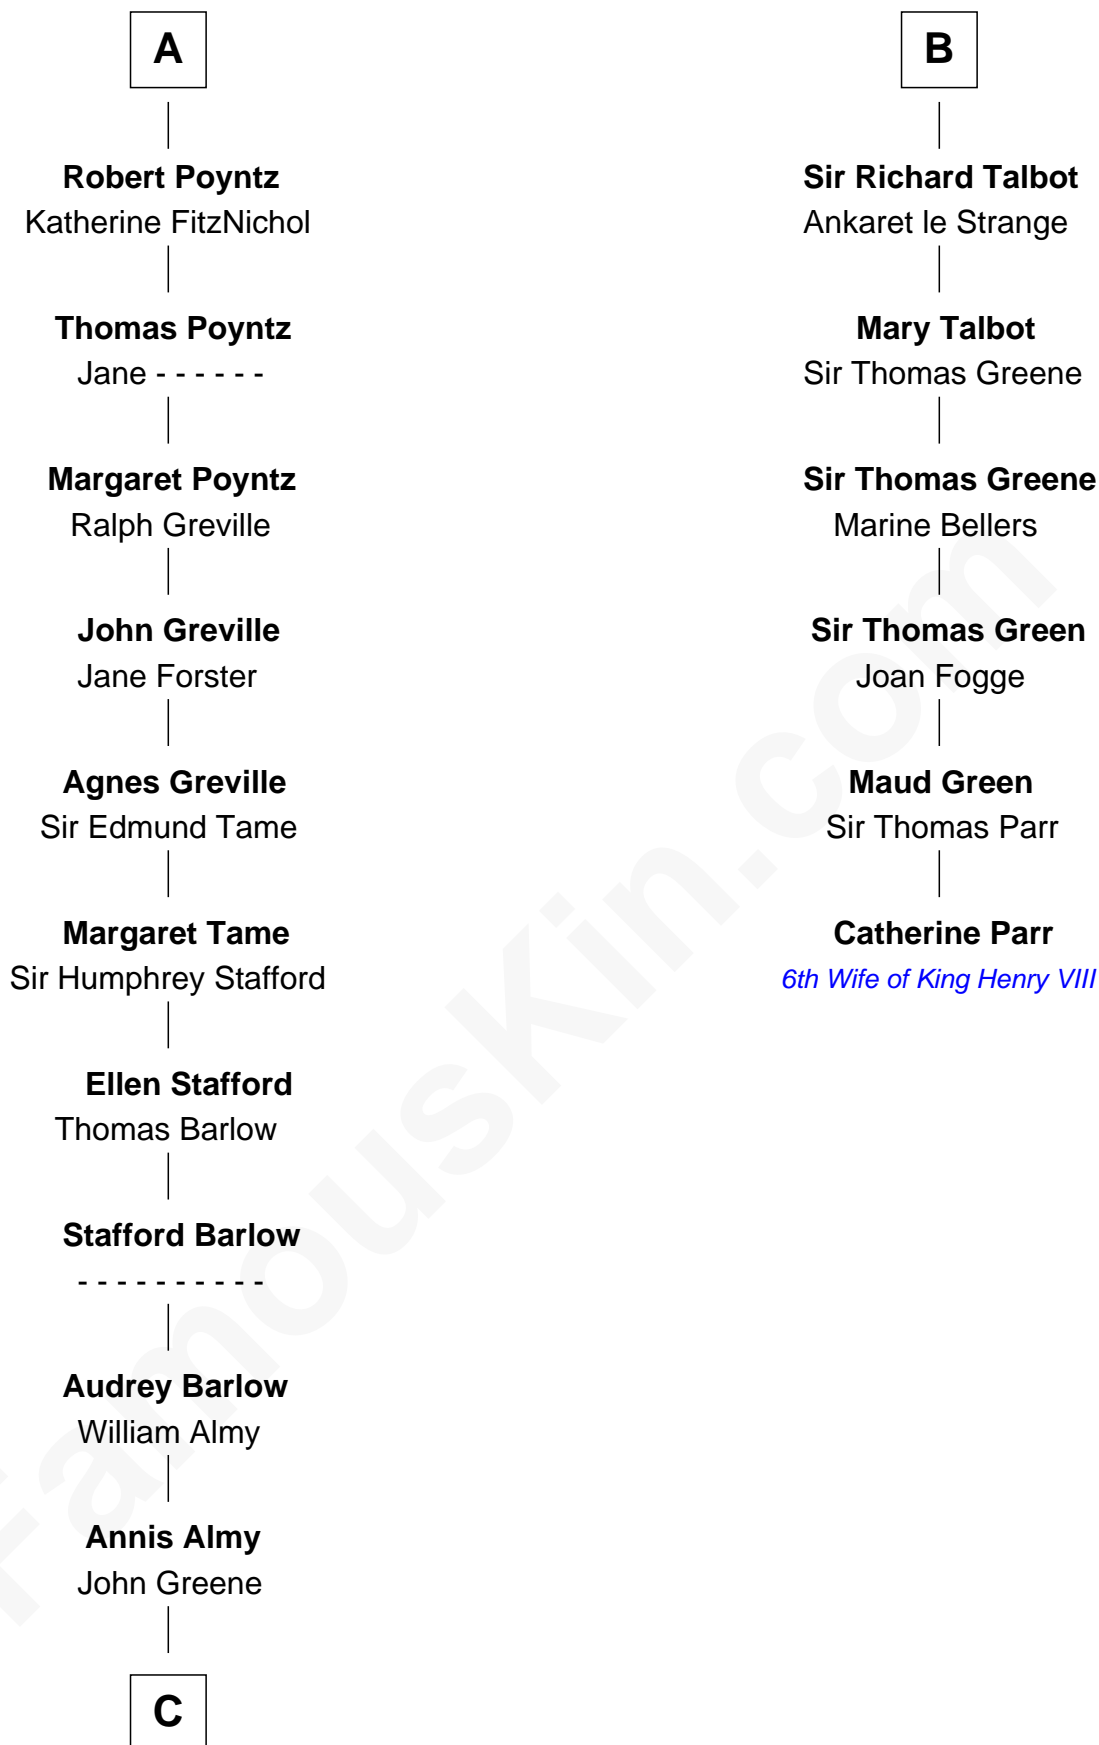 A
Robert Poyntz
Katherine FitzNichol
Thomas Poyntz
Jane - - - - - -
Margaret Poyntz
Ralph Greville
John Greville
Jane Forster
Agnes Greville
Sir Edmund Tame
Margaret Tame
Sir Humphrey Stafford
Ellen Stafford
Thomas Barlow
Stafford Barlow
- - - - - - - - - -
Audrey Barlow
William Almy
Annis Almy
John Greene
C
B
Sir Richard Talbot
Ankaret le Strange
Mary Talbot
Sir Thomas Greene
Sir Thomas Greene
Marine Bellers
Sir Thomas Green
Joan Fogge
Maud Green
Sir Thomas Parr
Catherine Parr
6th Wife of King Henry VIII
FamousKin.com